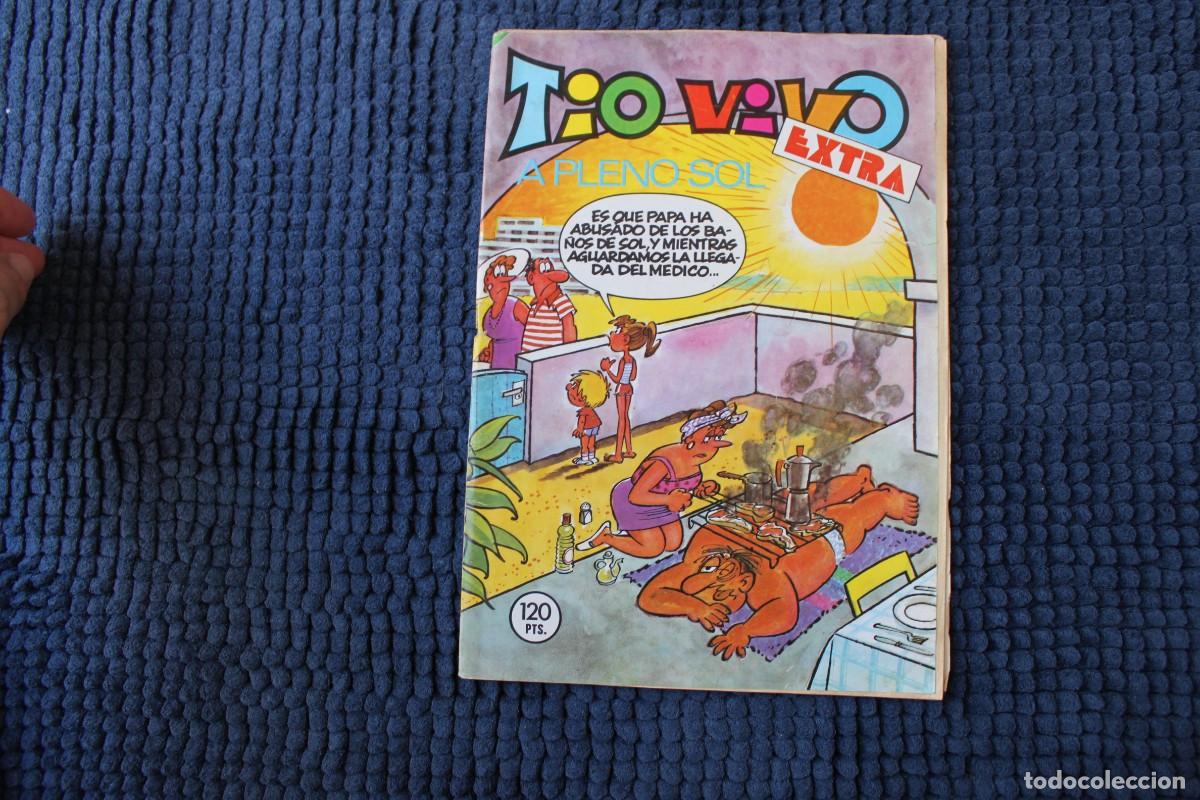 TiO ViVO
EXTRA
A PLENO SOL
ES QUE PAPA HA
ABUSADO DE LOS BA-
ÑOS DE SOL, Y MIENTRAS
AGUARDAMOS LA LLEGA-
DA DEL MEDICO...
120
PTS.
todocoleccion